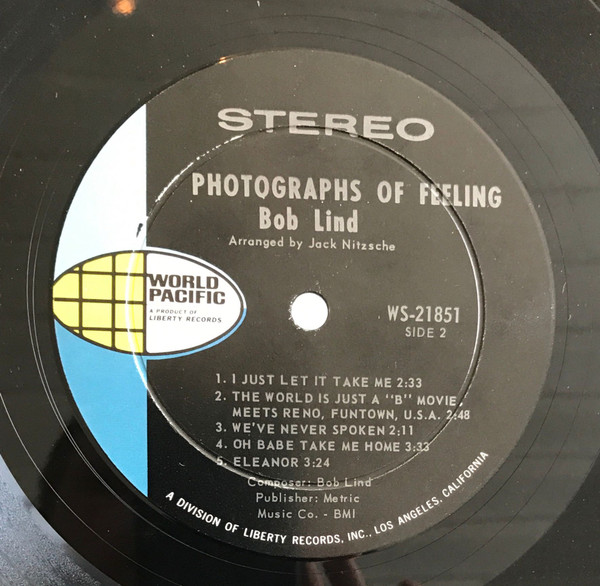 STEREO
PHOTOGRAPHS OF FEELING
Bob Lind
Arranged by Jack Nitzsche
WORLD
PACIFIC
A PRODUCT OF
LIBERTY RECORDS
WS-21851
SIDE 2
1. I JUST LET IT TAKE ME 2:33
2. THE WORLD IS JUST A "B" MOVIE,
MEETS RENO, FUNTOWN, U.S.A. 2:48
3. WE'VE NEVER SPOKEN 2:11
4. OH BABE TAKE ME HOME 3:33
5. ELEANOR 3:24
Composer: Bob Lind
Publisher: Metric
Music Co. - BMI
A DIVISION OF LIBERTY RECORDS, INC., LOS ANGELES, CALIFORNIA